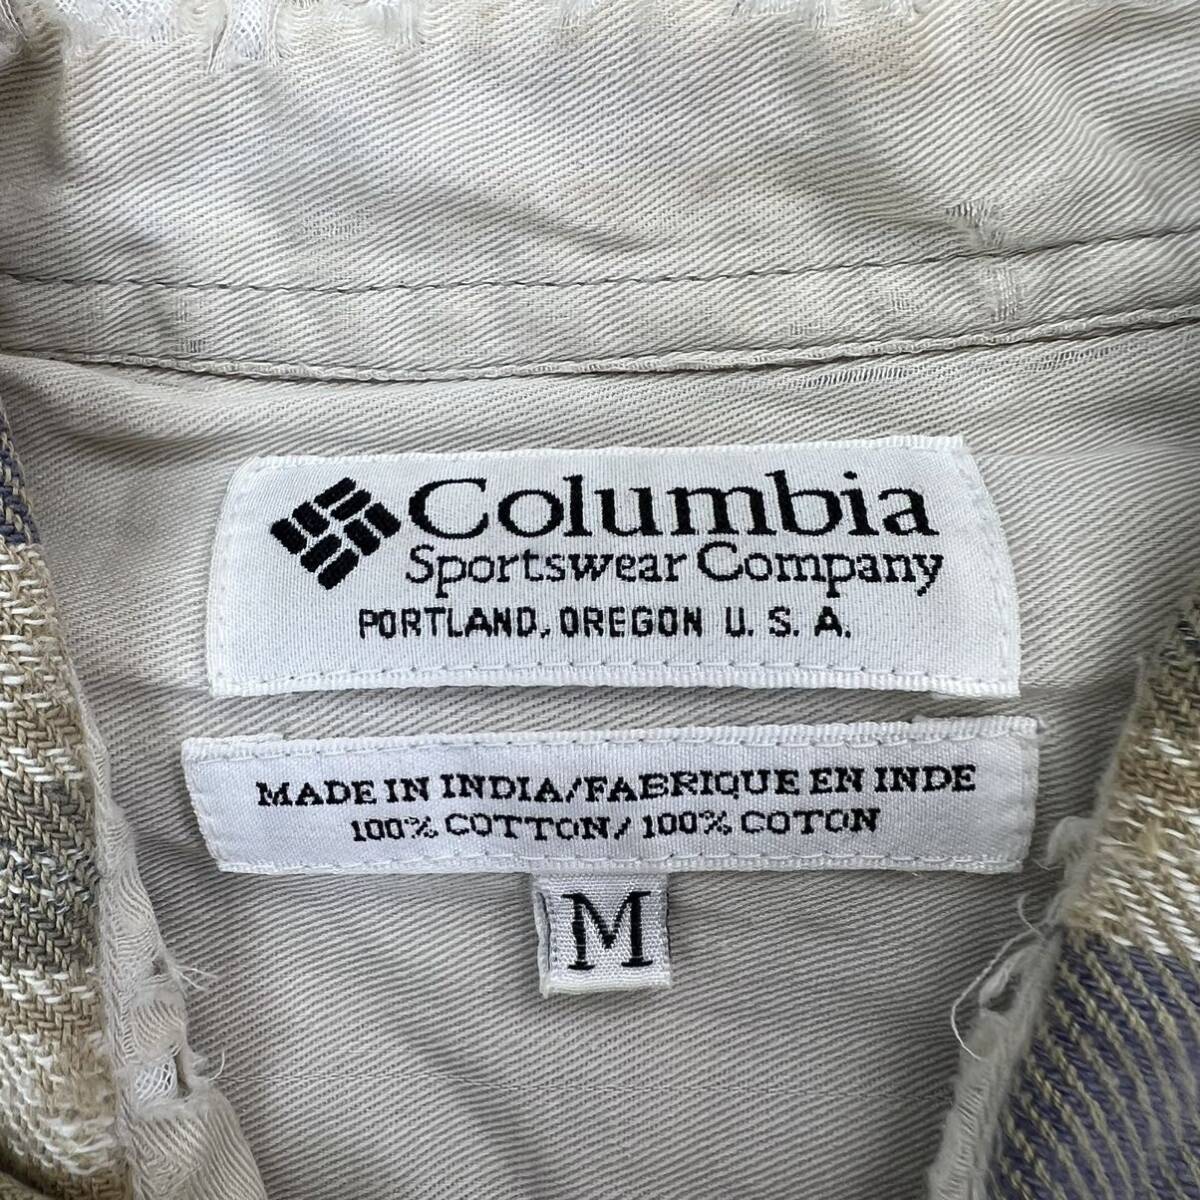 Columbia
Sportswear Company
PORTLAND, OREGON U. S. A.
MADE IN INDIA/FABRIQUE EN INDE
100% COTTON/100% COTON
M